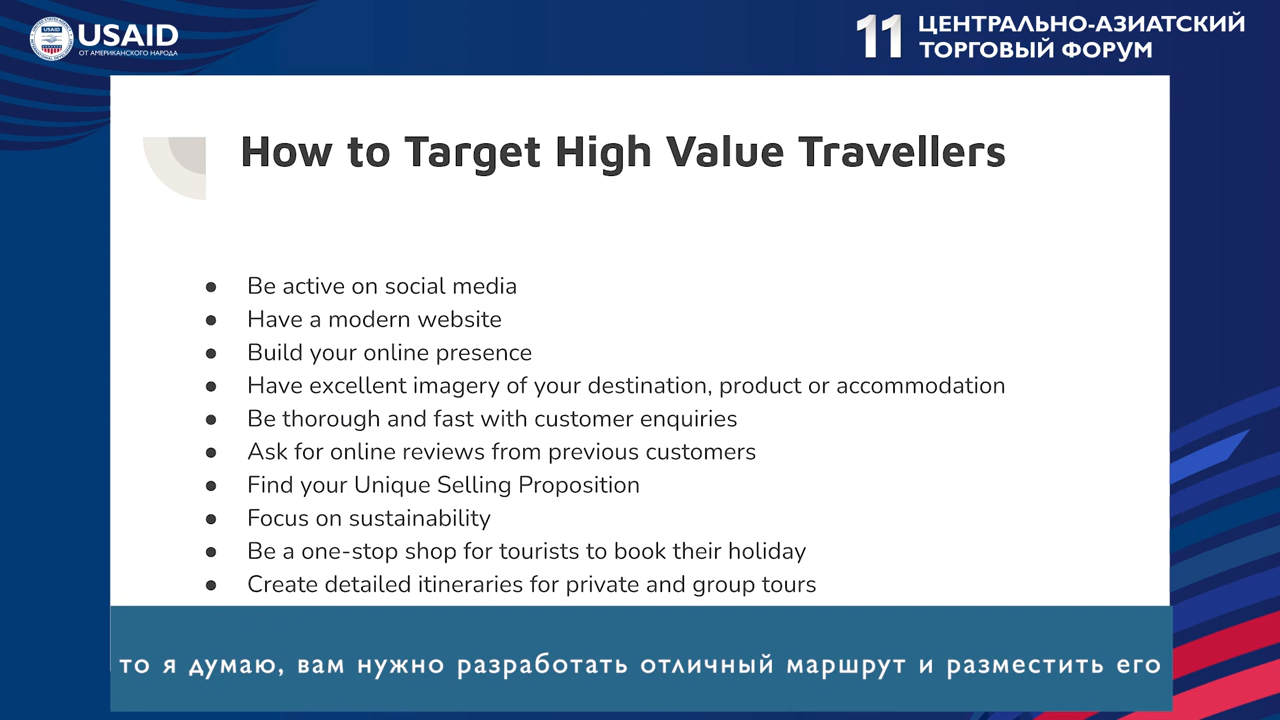 USAID
ОТ АМЕРИКАНСКОГО НАРОДА
11 ЦЕНТРАЛЬНО-АЗИАТСКИЙ
ТОРГОВЫЙ ФОРУМ
How to Target High Value Travellers
● Be active on social media
● Have a modern website
● Build your online presence
● Have excellent imagery of your destination, product or accommodation
● Be thorough and fast with customer enquiries
● Ask for online reviews from previous customers
● Find your Unique Selling Proposition
● Focus on sustainability
● Be a one-stop shop for tourists to book their holiday
● Create detailed itineraries for private and group tours
то я думаю, вам нужно разработать отличный маршрут и разместить его